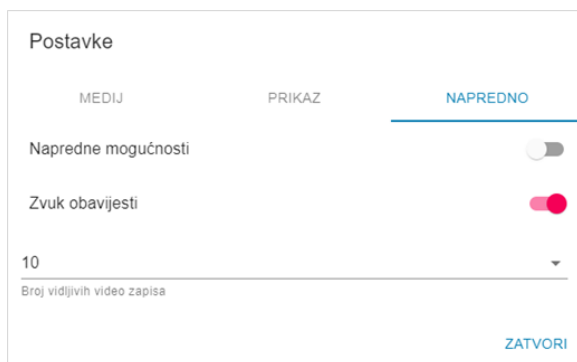 Postavke
MEDIJ PRIKAZ NAPREDNO
Napredne mogućnosti
Zvuk obavijesti
10
Broj vidljivih video zapisa
ZATVORI